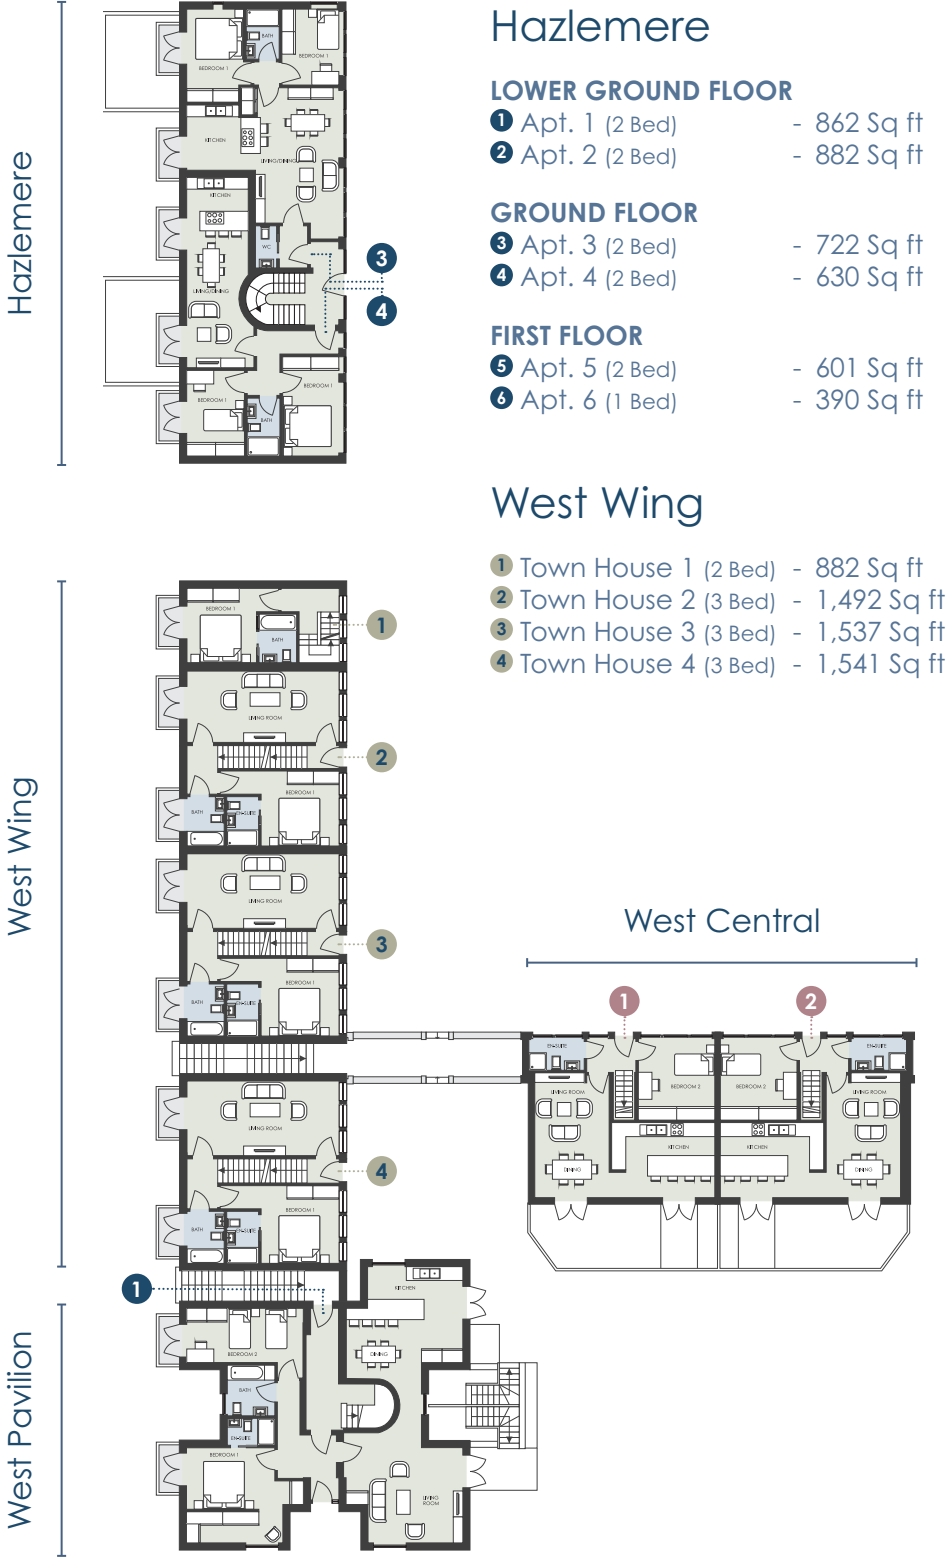 Hazlemere
LOWER GROUND FLOOR
1 Apt. 1 (2 Bed) - 862 Sq ft
2 Apt. 2 (2 Bed) - 882 Sq ft
GROUND FLOOR
3 Apt. 3 (2 Bed) - 722 Sq ft
4 Apt. 4 (2 Bed) - 630 Sq ft
FIRST FLOOR
5 Apt. 5 (2 Bed) - 601 Sq ft
6 Apt. 6 (1 Bed) - 390 Sq ft
West Wing
1 Town House 1 (2 Bed) - 882 Sq ft
2 Town House 2 (3 Bed) - 1,492 Sq ft
3 Town House 3 (3 Bed) - 1,537 Sq ft
4 Town House 4 (3 Bed) - 1,541 Sq ft
Hazlemere
BATH
BEDROOM 1
BEDROOM 1
KITCHEN
LIVING/DINING
KITCHEN
WC
3
LIVING/DINING
4
BEDROOM 1
BEDROOM 1
BATH
West Wing
BEDROOM 1
1
BATH
LIVING ROOM
2
BEDROOM 1
BATH
EN-SUITE
LIVING ROOM
3
BEDROOM 1
BATH
EN-SUITE
LIVING ROOM
4
BEDROOM 1
BATH
EN-SUITE
West Central
1
2
EN-SUITE
EN-SUITE
BEDROOM 2
BEDROOM 2
LIVING ROOM
LIVING ROOM
KITCHEN
KITCHEN
DINING
DINING
West Pavilion
1
KITCHEN
BEDROOM 2
DINING
BATH
EN-SUITE
BEDROOM 1
LIVING
ROOM